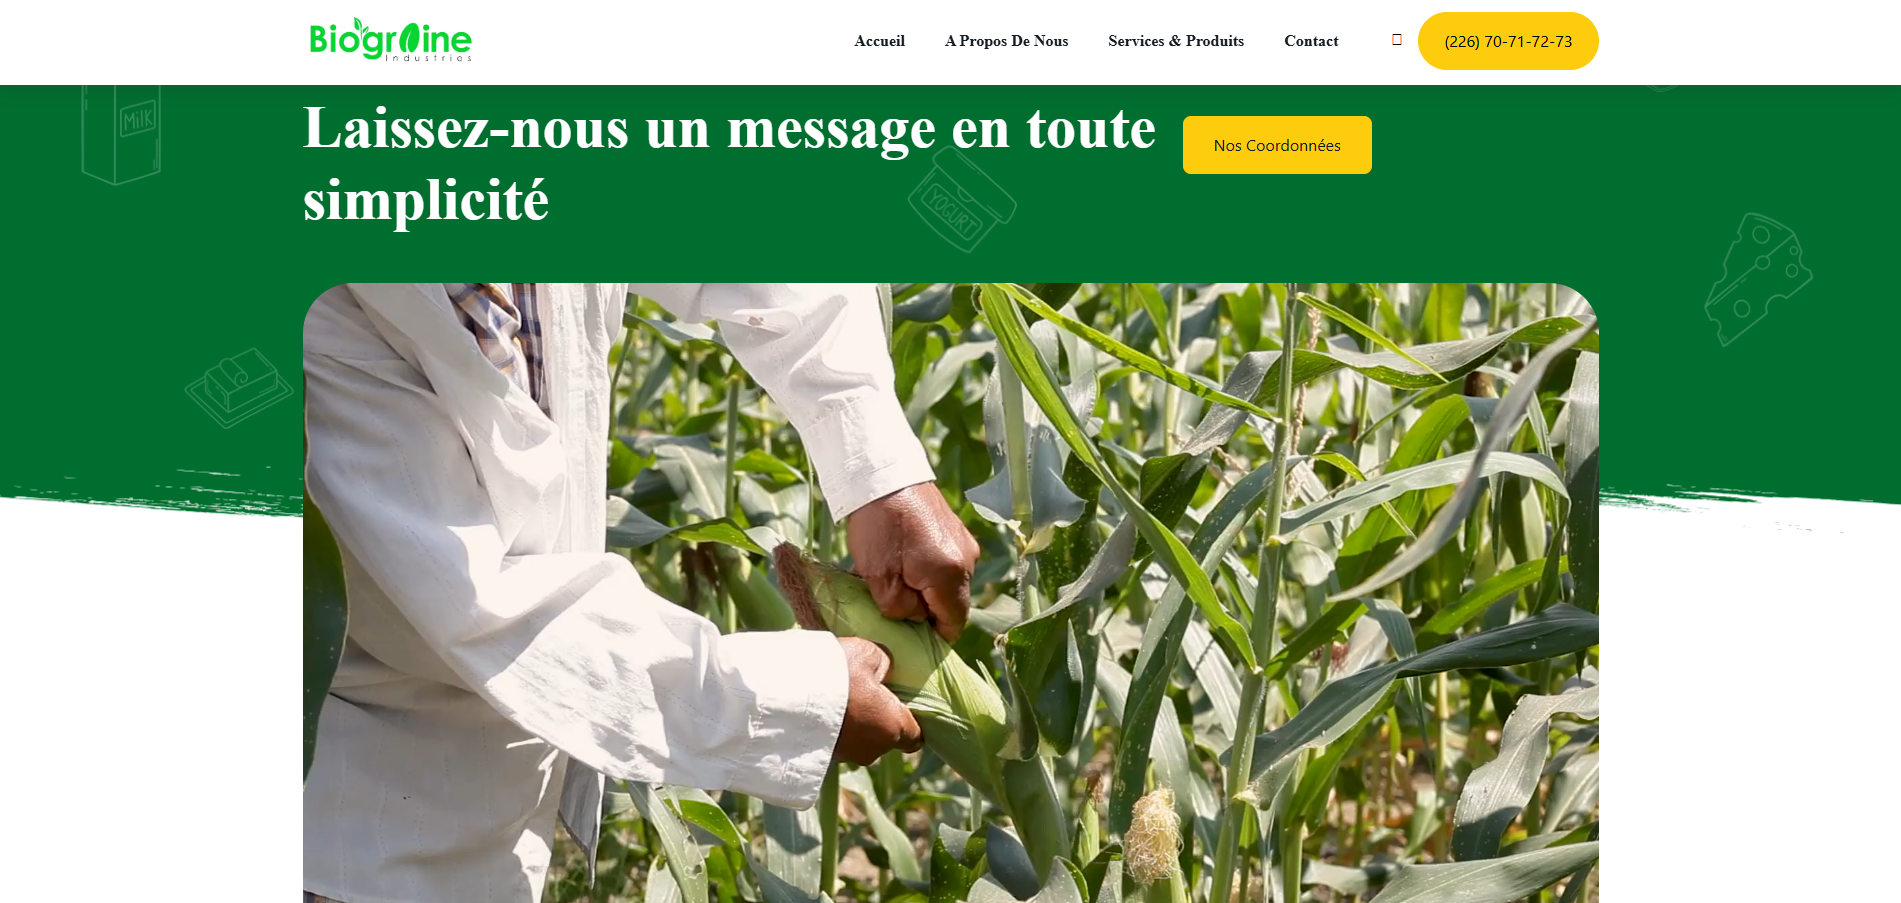 Biograine
Industries
Accueil
A Propos De Nous
Services & Produits
Contact
(226) 70-71-72-73
Laissez-nous un message en toute
simplicité
Nos Coordonnées
MILK
YOGURT